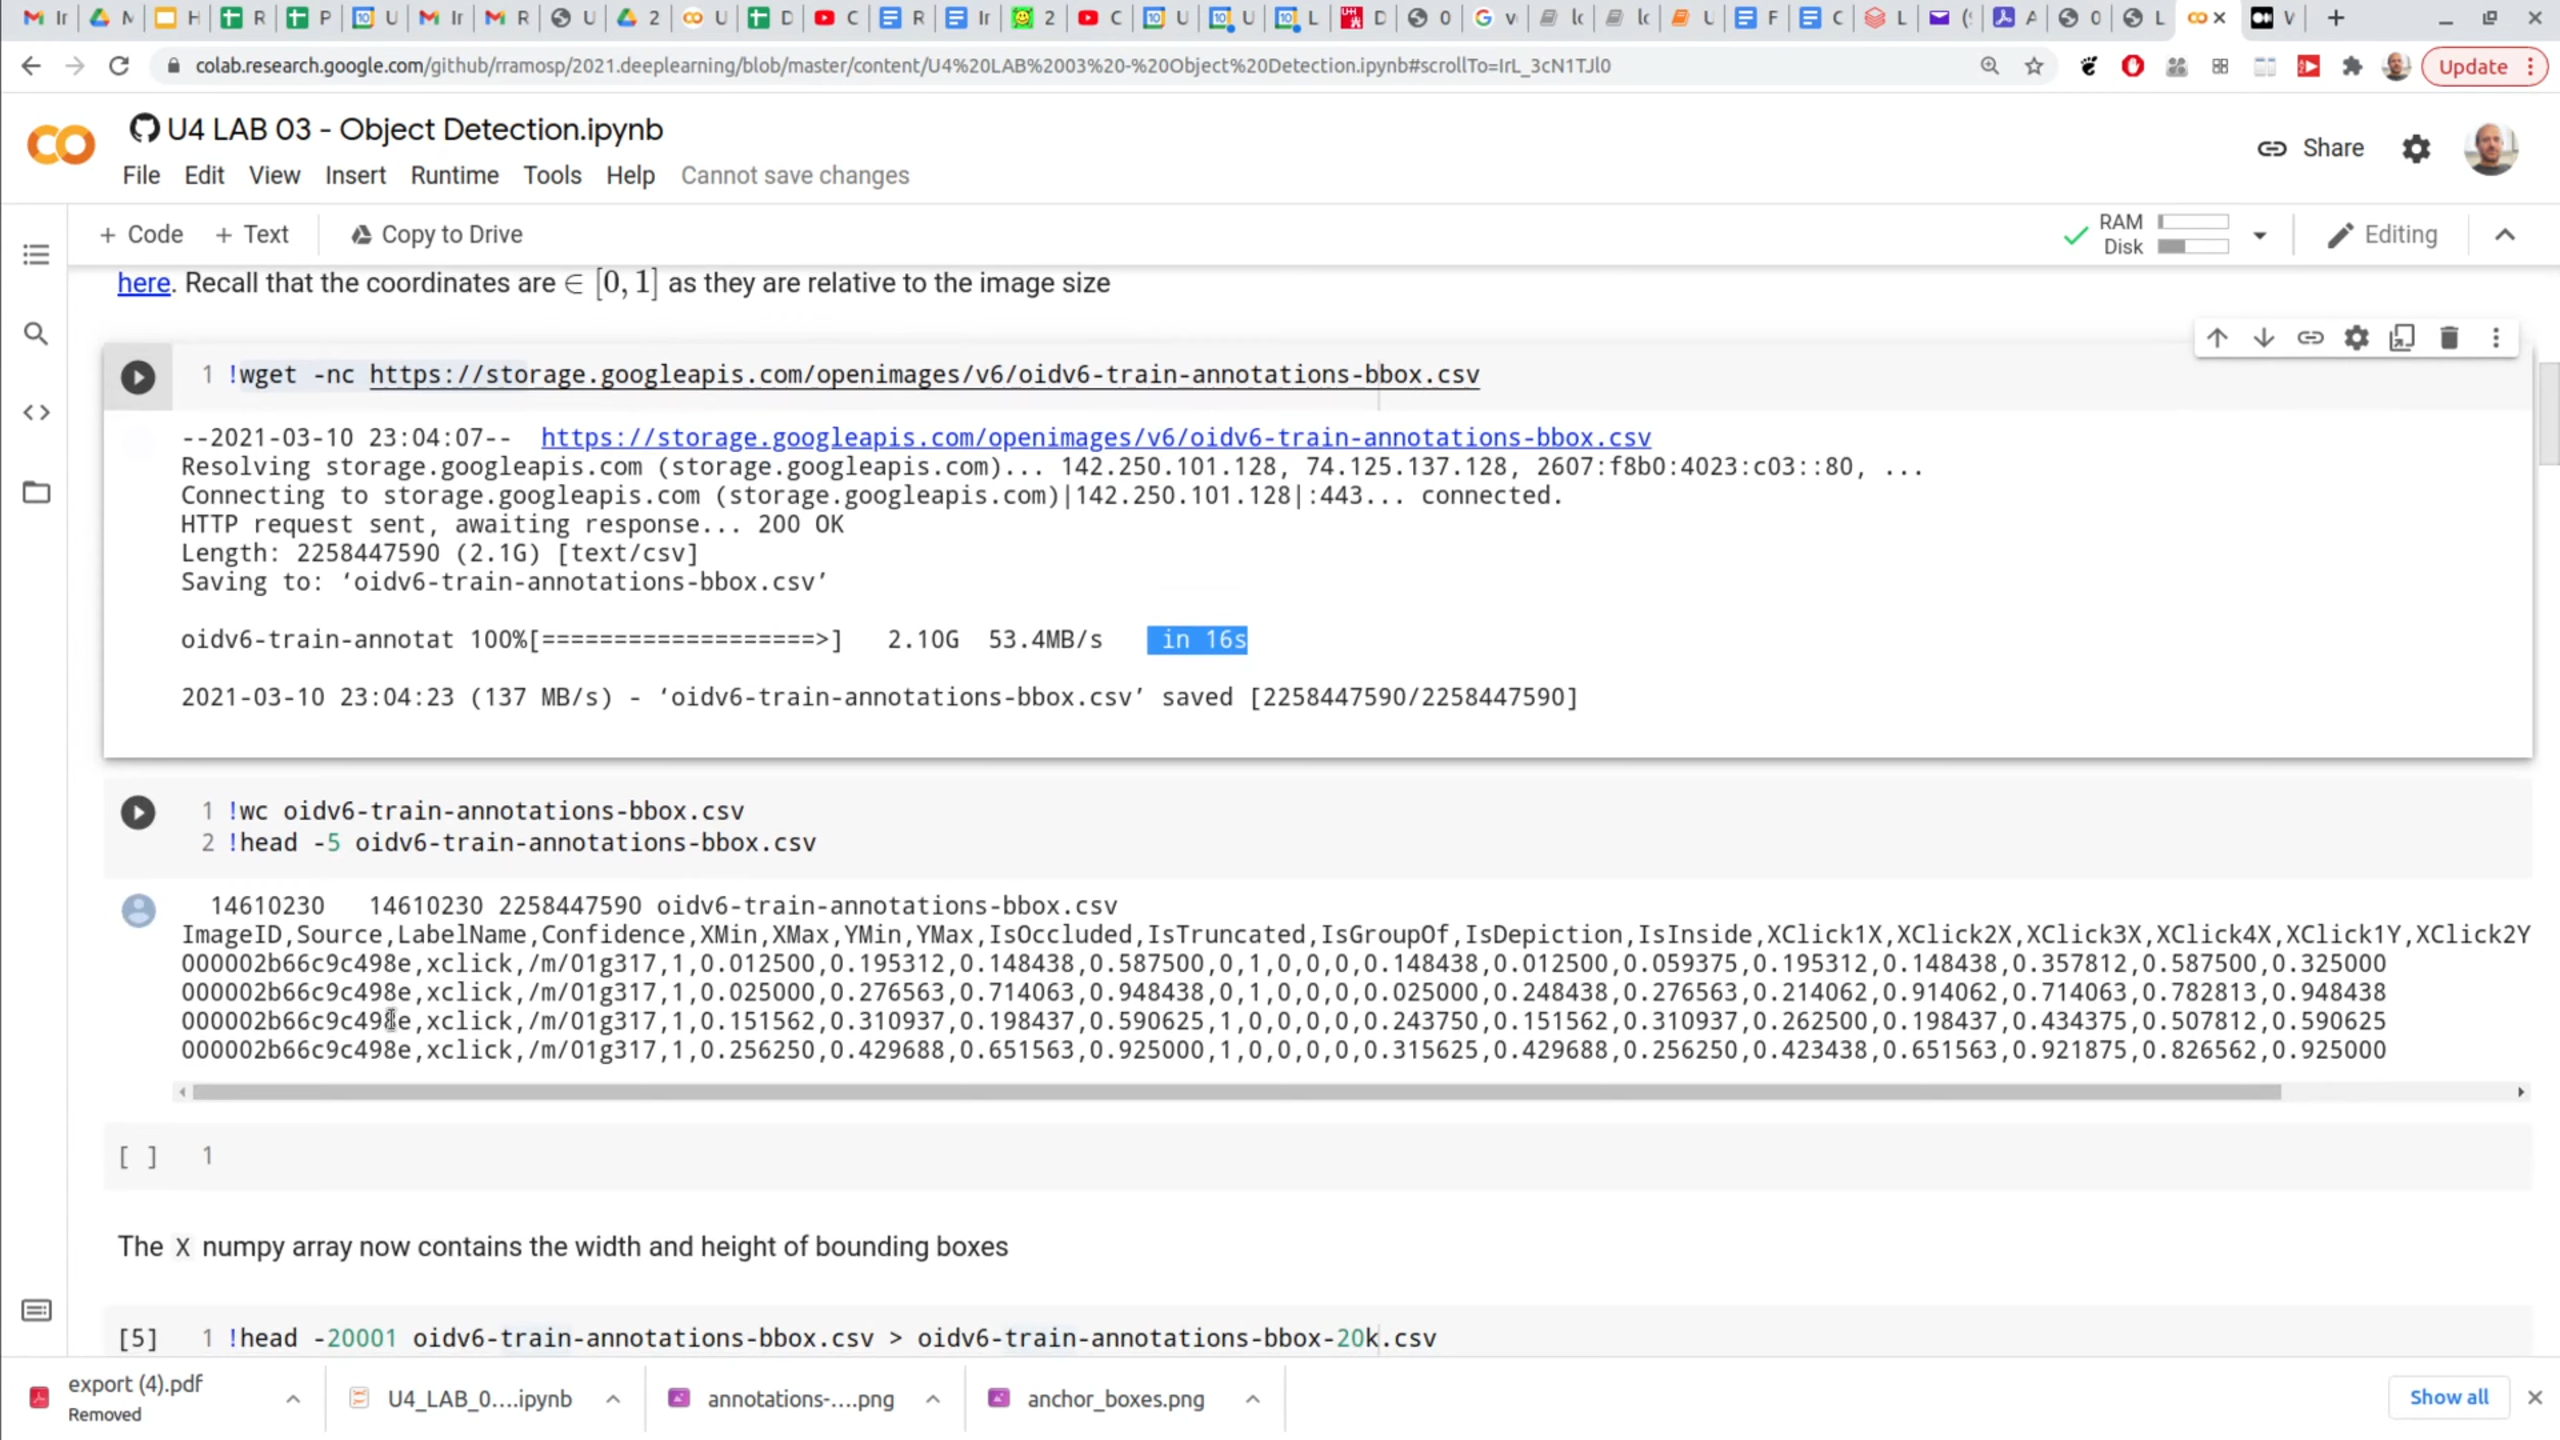 Ir M H R P 10 U Ir R U 2 U D C R Ir 2 C 10 U 10 U 10 L D 0 G v lc lc U F C L ( A 0 L V
colab.research.google.com/github/rramosp/2021.deeplearning/blob/master/content/U4%20LAB%2003%20-%20Object%20Detection.ipynb#scrollTo=IrL_3cN1TJl0 Update
U4 LAB 03 - Object Detection.ipynb
Share
File Edit View Insert Runtime Tools Help Cannot save changes
+ Code + Text Copy to Drive RAM Disk Editing
here. Recall that the coordinates are ∈ [0, 1] as they are relative to the image size
1 !wget -nc https://storage.googleapis.com/openimages/v6/oidv6-train-annotations-bbox.csv
--2021-03-10 23:04:07-- https://storage.googleapis.com/openimages/v6/oidv6-train-annotations-bbox.csv
Resolving storage.googleapis.com (storage.googleapis.com)... 142.250.101.128, 74.125.137.128, 2607:f8b0:4023:c03::80, ...
Connecting to storage.googleapis.com (storage.googleapis.com)|142.250.101.128|:443... connected.
HTTP request sent, awaiting response... 200 OK
Length: 2258447590 (2.1G) [text/csv]
Saving to: ‘oidv6-train-annotations-bbox.csv’
oidv6-train-annotat 100%[===================>] 2.10G 53.4MB/s in 16s
2021-03-10 23:04:23 (137 MB/s) - ‘oidv6-train-annotations-bbox.csv’ saved [2258447590/2258447590]
1 !wc oidv6-train-annotations-bbox.csv
2 !head -5 oidv6-train-annotations-bbox.csv
14610230 14610230 2258447590 oidv6-train-annotations-bbox.csv
ImageID,Source,LabelName,Confidence,XMin,XMax,YMin,YMax,IsOccluded,IsTruncated,IsGroupOf,IsDepiction,IsInside,XClick1X,XClick2X,XClick3X,XClick4X,XClick1Y,XClick2Y
000002b66c9c498e,xclick,/m/01g317,1,0.012500,0.195312,0.148438,0.587500,0,1,0,0,0,0.148438,0.012500,0.059375,0.195312,0.148438,0.357812,0.587500,0.325000
000002b66c9c498e,xclick,/m/01g317,1,0.025000,0.276563,0.714063,0.948438,0,1,0,0,0,0.025000,0.248438,0.276563,0.214062,0.914062,0.714063,0.782813,0.948438
000002b66c9c498e,xclick,/m/01g317,1,0.151562,0.310937,0.198437,0.590625,1,0,0,0,0,0.243750,0.151562,0.310937,0.262500,0.198437,0.434375,0.507812,0.590625
000002b66c9c498e,xclick,/m/01g317,1,0.256250,0.429688,0.651563,0.925000,1,0,0,0,0,0.315625,0.429688,0.256250,0.423438,0.651563,0.921875,0.826562,0.925000
[ ] 1
The X numpy array now contains the width and height of bounding boxes
[5] 1 !head -20001 oidv6-train-annotations-bbox.csv > oidv6-train-annotations-bbox-20k.csv
export (4).pdf
Removed
U4_LAB_0....ipynb
annotations-....png
anchor_boxes.png
Show all